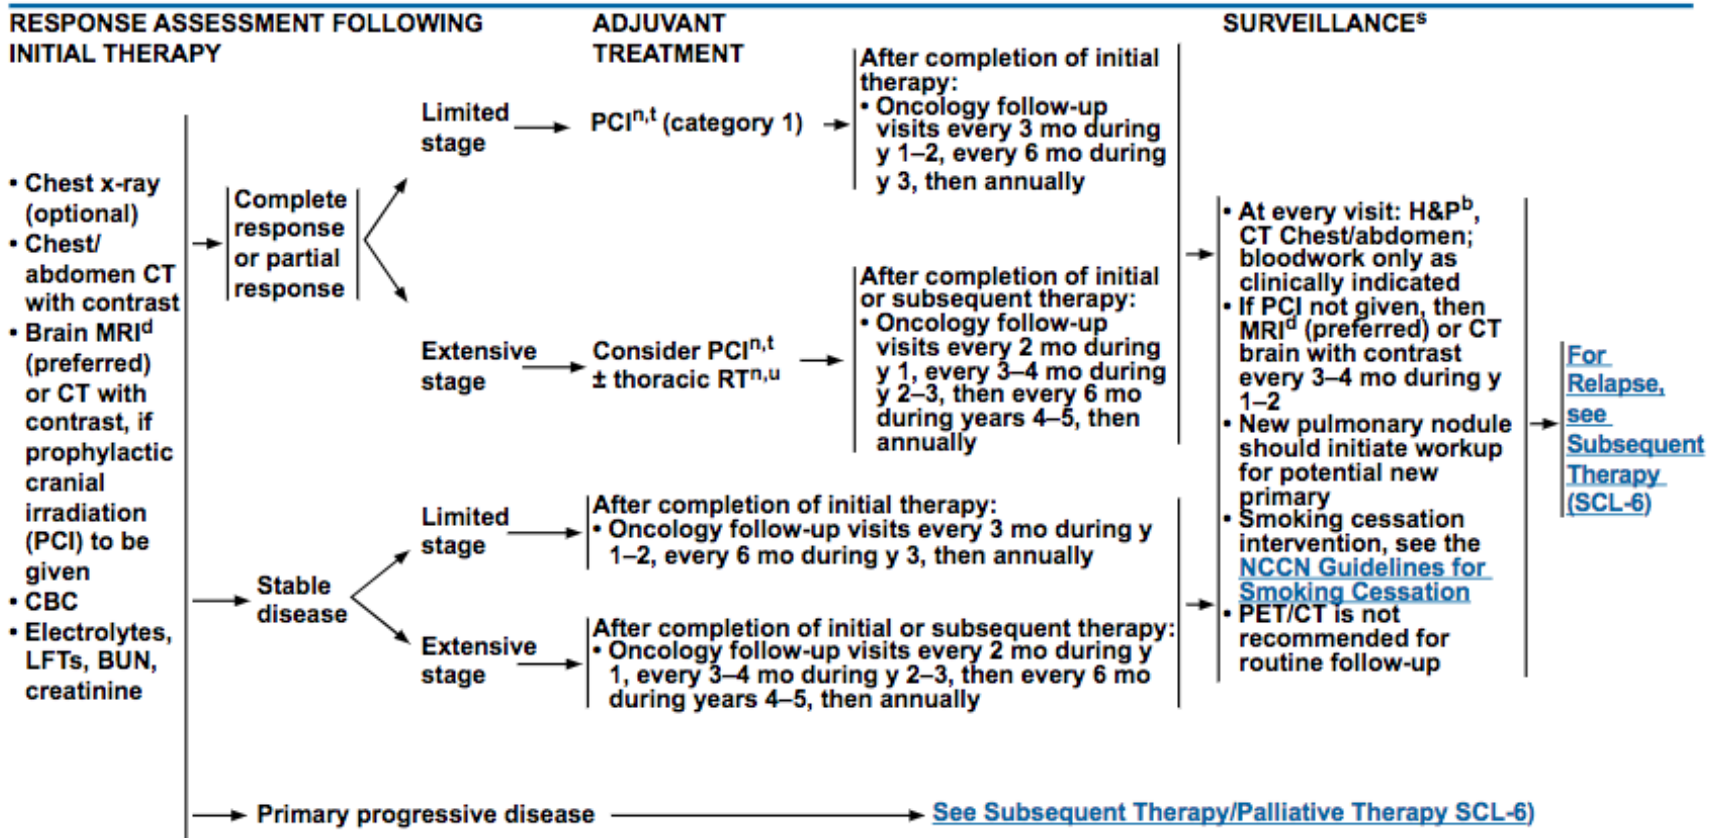 RESPONSE ASSESSMENT FOLLOWING
INITIAL THERAPY
• Chest x-ray
(optional)
• Chest/
abdomen CT
with contrast
• Brain MRIᵈ
(preferred)
or CT with
contrast, if
prophylactic
cranial
irradiation
(PCI) to be
given
• CBC
• Electrolytes,
LFTs, BUN,
creatinine
Complete
response
or partial
response
Limited
stage
Extensive
stage
ADJUVANT
TREATMENT
PCIⁿ,ᵗ (category 1)
Consider PCIⁿ,ᵗ
± thoracic RTⁿ,ᵘ
After completion of initial
therapy:
• Oncology follow-up
visits every 3 mo during
y 1–2, every 6 mo during
y 3, then annually
After completion of initial
or subsequent therapy:
• Oncology follow-up
visits every 2 mo during
y 1, every 3–4 mo during
y 2–3, then every 6 mo
during years 4–5, then
annually
Stable
disease
Limited
stage
After completion of initial therapy:
• Oncology follow-up visits every 3 mo during y
1–2, every 6 mo during y 3, then annually
Extensive
stage
After completion of initial or subsequent therapy:
• Oncology follow-up visits every 2 mo during y
1, every 3–4 mo during y 2–3, then every 6 mo
during years 4–5, then annually
Primary progressive disease
See Subsequent Therapy/Palliative Therapy SCL-6)
SURVEILLANCEˢ
• At every visit: H&Pᵇ,
CT Chest/abdomen;
bloodwork only as
clinically indicated
• If PCI not given, then
MRIᵈ (preferred) or CT
brain with contrast
every 3–4 mo during y
1–2
• New pulmonary nodule
should initiate workup
for potential new
primary
• Smoking cessation
intervention, see the
NCCN Guidelines for
Smoking Cessation
• PET/CT is not
recommended for
routine follow-up
For
Relapse,
see
Subsequent
Therapy
(SCL-6)